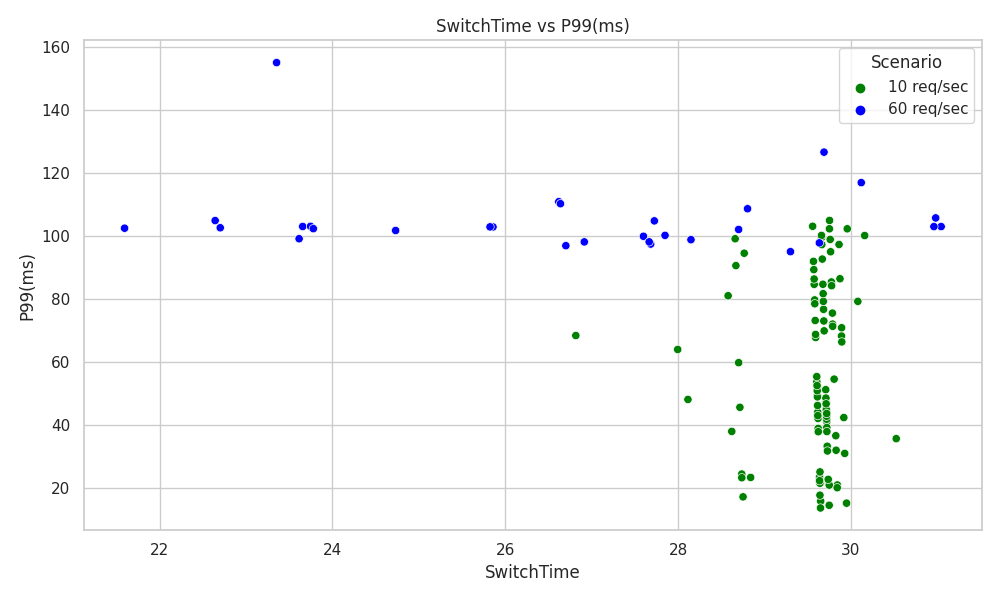 SwitchTime vs P99(ms)
Scenario
10 req/sec
60 req/sec
P99(ms)
160
140
120
100
80
60
40
20
22
24
26
28
30
SwitchTime